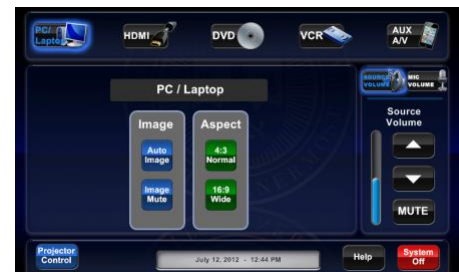 PC/
Laptop
HDMI
DVD
VCR
AUX
A/V
PC / Laptop
Image
Aspect
Auto
Image
4:3
Normal
Image
Mute
16:9
Wide
SOURCE
VOLUME
MIC
VOLUME
Source
Volume
MUTE
Projector
Control
July 12, 2012 - 12:44 PM
Help
System
Off